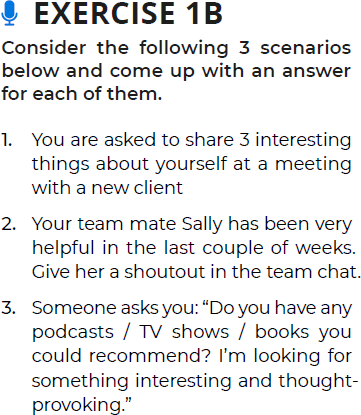 EXERCISE 1B
Consider the following 3 scenarios
below and come up with an answer
for each of them.
1. You are asked to share 3 interesting
things about yourself at a meeting
with a new client
2. Your team mate Sally has been very
helpful in the last couple of weeks.
Give her a shoutout in the team chat.
3. Someone asks you: “Do you have any
podcasts / TV shows / books you
could recommend? I’m looking for
something interesting and thought-
provoking.”